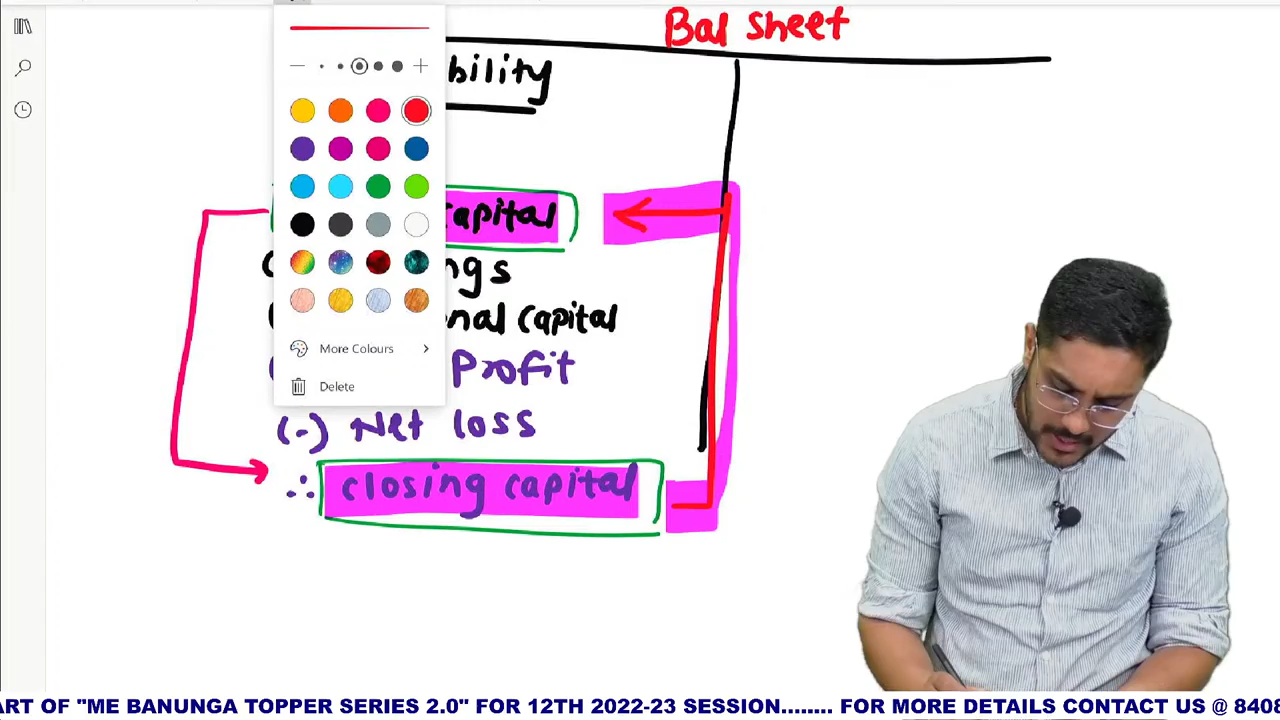 Bal sheet
bility
apital
ngs
nal capital
Profit
More Colours
Delete
(-) Net loss
∴ closing capital
ART OF "ME BANUNGA TOPPER SERIES 2.0" FOR 12TH 2022-23 SESSION........ FOR MORE DETAILS CONTACT US @ 8408